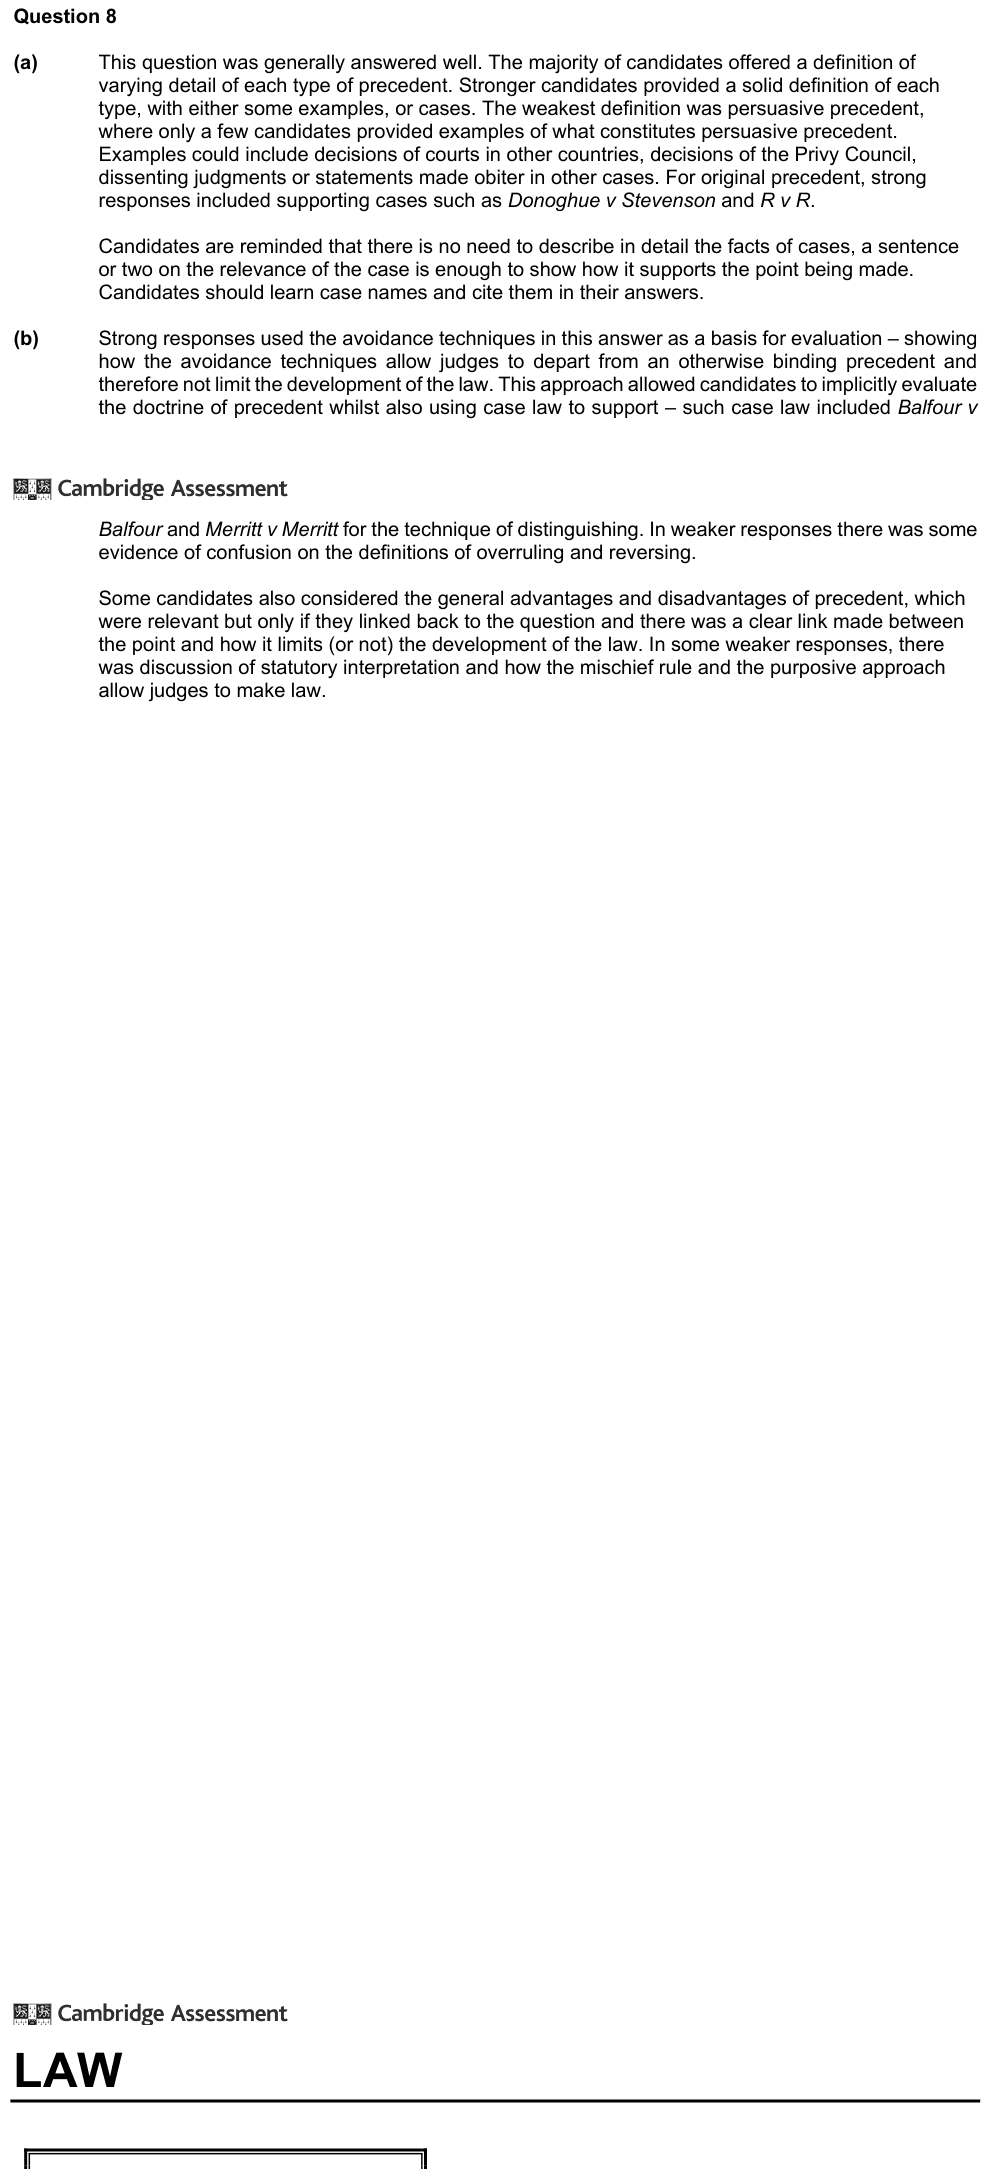 Question 8
(a) This question was generally answered well. The majority of candidates offered a definition of
varying detail of each type of precedent. Stronger candidates provided a solid definition of each
type, with either some examples, or cases. The weakest definition was persuasive precedent,
where only a few candidates provided examples of what constitutes persuasive precedent.
Examples could include decisions of courts in other countries, decisions of the Privy Council,
dissenting judgments or statements made obiter in other cases. For original precedent, strong
responses included supporting cases such as Donoghue v Stevenson and R v R.
Candidates are reminded that there is no need to describe in detail the facts of cases, a sentence
or two on the relevance of the case is enough to show how it supports the point being made.
Candidates should learn case names and cite them in their answers.
(b) Strong responses used the avoidance techniques in this answer as a basis for evaluation – showing
how the avoidance techniques allow judges to depart from an otherwise binding precedent and
therefore not limit the development of the law. This approach allowed candidates to implicitly evaluate
the doctrine of precedent whilst also using case law to support – such case law included Balfour v
Cambridge Assessment
Balfour and Merritt v Merritt for the technique of distinguishing. In weaker responses there was some
evidence of confusion on the definitions of overruling and reversing.
Some candidates also considered the general advantages and disadvantages of precedent, which
were relevant but only if they linked back to the question and there was a clear link made between
the point and how it limits (or not) the development of the law. In some weaker responses, there
was discussion of statutory interpretation and how the mischief rule and the purposive approach
allow judges to make law.
Cambridge Assessment
LAW